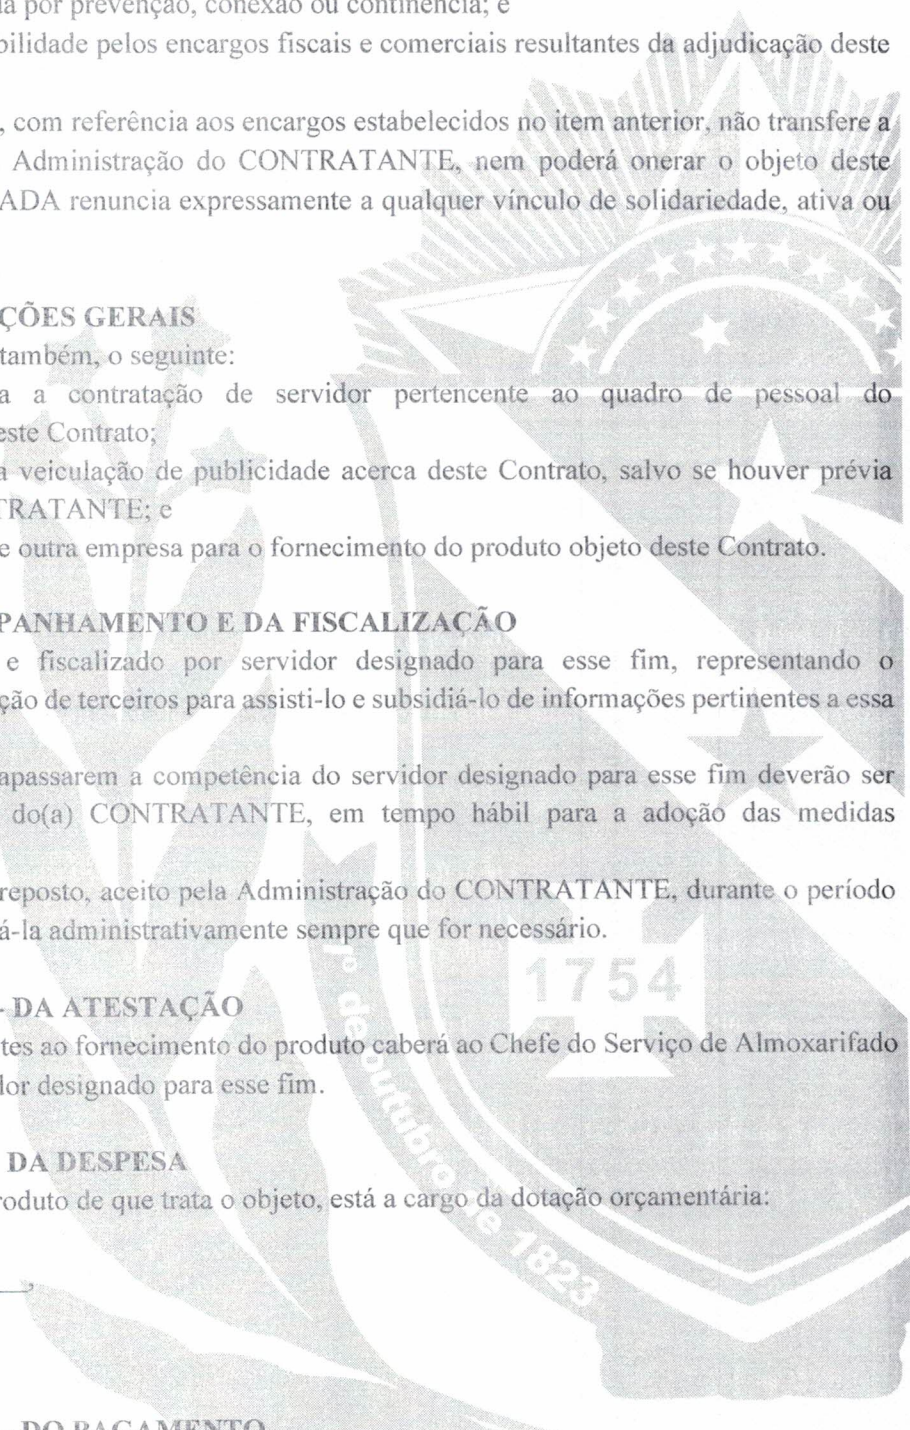 por prevenção, conexão ou continência; e
bilidade pelos encargos fiscais e comerciais resultantes da adjudicação deste
, com referência aos encargos estabelecidos no item anterior, não transfere a
Administração do CONTRATANTE, nem poderá onerar o objeto deste
ADA renuncia expressamente a qualquer vínculo de solidariedade, ativa ou
ÇÕES GERAIS
também, o seguinte:
a a contratação de servidor pertencente ao quadro de pessoal do
este Contrato;
a veiculação de publicidade acerca deste Contrato, salvo se houver prévia
TRATANTE; e
e outra empresa para o fornecimento do produto objeto deste Contrato.
PANHAMENTO E DA FISCALIZAÇÃO
e fiscalizado por servidor designado para esse fim, representando o
ção de terceiros para assisti-lo e subsidiá-lo de informações pertinentes a essa
apassarem a competência do servidor designado para esse fim deverão ser
do(a) CONTRATANTE, em tempo hábil para a adoção das medidas
reposto, aceito pela Administração do CONTRATANTE, durante o período
á-la administrativamente sempre que for necessário.
1754
- DA ATESTAÇÃO
tes ao fornecimento do produto caberá ao Chefe do Serviço de Almoxarifado
dor designado para esse fim.
de outubro de 1823
DA DESPESA
roduto de que trata o objeto, está a cargo da dotação orçamentária:
DO PAGAMENTO